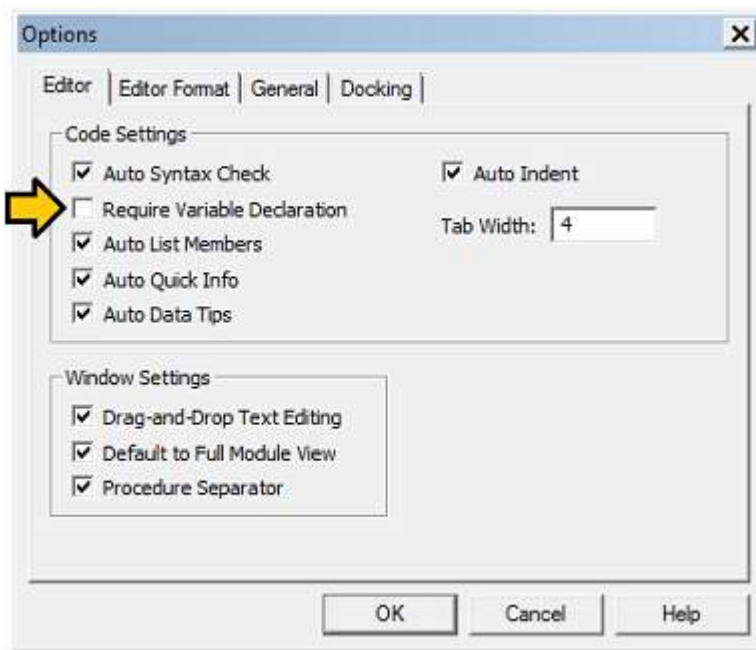 Options
Editor Editor Format General Docking
Code Settings
Auto Syntax Check Auto Indent
Require Variable Declaration
Tab Width: 4
Auto List Members
Auto Quick Info
Auto Data Tips
Window Settings
Drag-and-Drop Text Editing
Default to Full Module View
Procedure Separator
OK Cancel Help